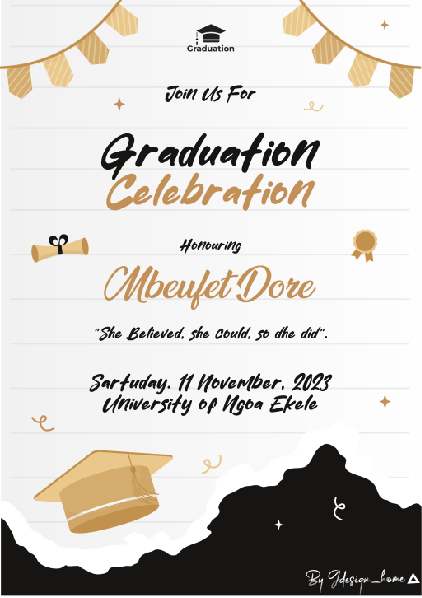 Graduation
Join Us For
Graduation
Celebration
Honouring
Mbeufet Dore
"She Believed, she could, so dhe did".
Sartuday, 11 November, 2023
University of Ngoa Ekele
By Jdesign_home